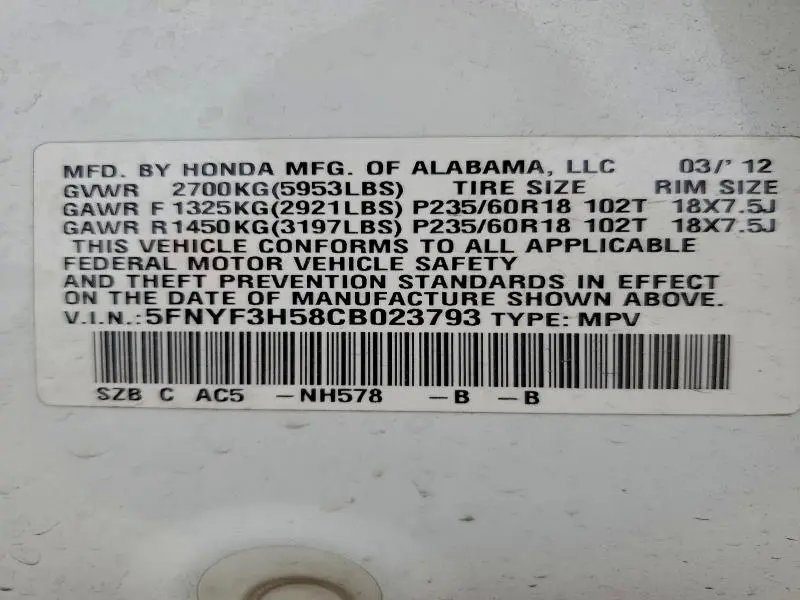 MFD. BY HONDA MFG. OF ALABAMA, LLC 03/' 12
GVWR 2700KG(5953LBS) TIRE SIZE RIM SIZE
GAWR F 1325KG(2921LBS) P235/60R18 102T 18X7.5J
GAWR R1450KG(3197LBS) P235/60R18 102T 18X7.5J
THIS VEHICLE CONFORMS TO ALL APPLICABLE
FEDERAL MOTOR VEHICLE SAFETY
AND THEFT PREVENTION STANDARDS IN EFFECT
ON THE DATE OF MANUFACTURE SHOWN ABOVE.
V.I.N.:5FNYF3H58CB023793 TYPE: MPV
SZB C AC5 -NH578 -B -B